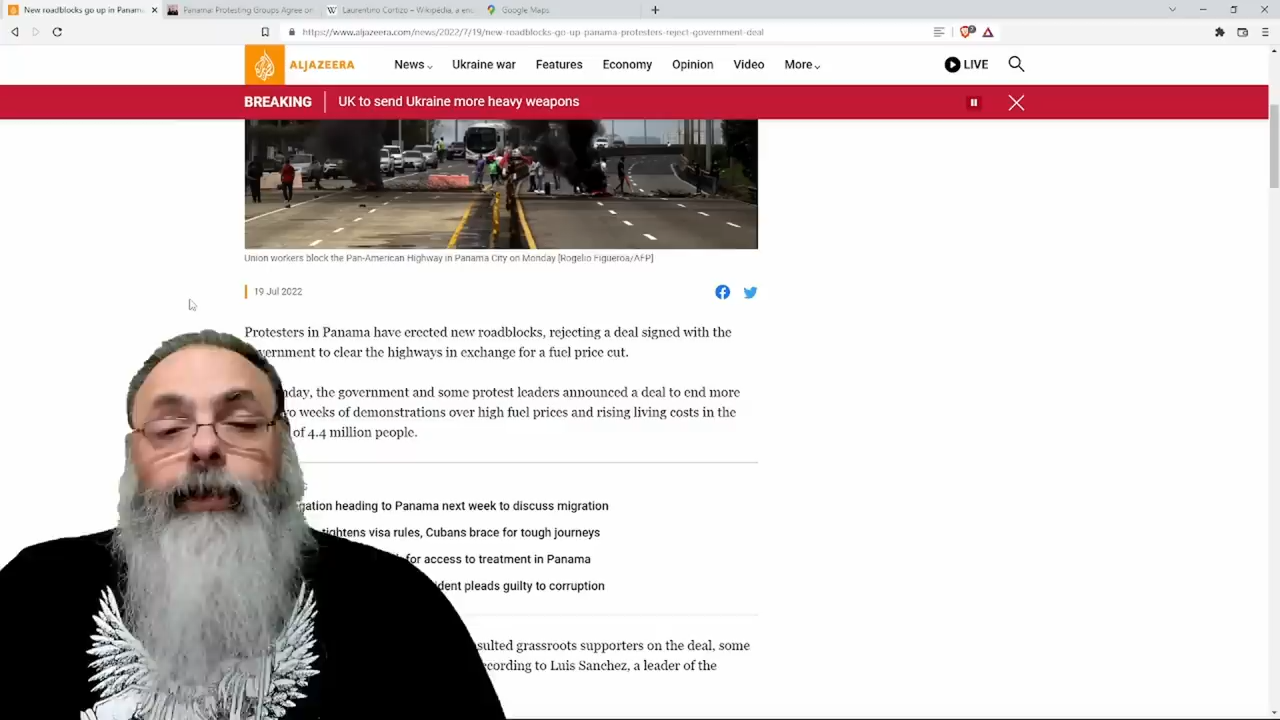 New roadblocks go up in Panama
Panama: Protesting Groups Agree on
Laurentino Cortizo – Wikipedia, a
Google Maps
https://www.aljazeera.com/news/2022/7/19/new-roadblocks-go-up-panama-protesters-reject-government-deal
ALJAZEERA
News
Ukraine war
Features
Economy
Opinion
Video
More
LIVE
BREAKING
UK to send Ukraine more heavy weapons
Union workers block the Pan-American Highway in Panama City on Monday [Rogelio Figueroa/AFP]
19 Jul 2022
Protesters in Panama have erected new roadblocks, rejecting a deal signed with the
vernment to clear the highways in exchange for a fuel price cut.
nday, the government and some protest leaders announced a deal to end more
o weeks of demonstrations over high fuel prices and rising living costs in the
of 4.4 million people.
gation heading to Panama next week to discuss migration
tightens visa rules, Cubans brace for tough journeys
for access to treatment in Panama
ident pleads guilty to corruption
sulted grassroots supporters on the deal, some
cording to Luis Sanchez, a leader of the